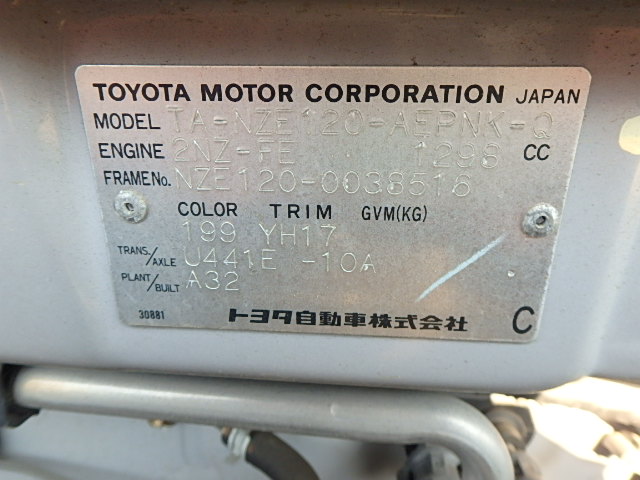 TOYOTA MOTOR CORPORATION JAPAN
MODEL TA-NZE120-AEPNK-Q
ENGINE 2NZ-FE 1298 CC
FRAME No. NZE120-0038516
COLOR TRIM GVM(KG)
199 YH17
TRANS./AXLE U441E -10A
PLANT/BUILT A32
30881 トヨタ自動車株式会社 C